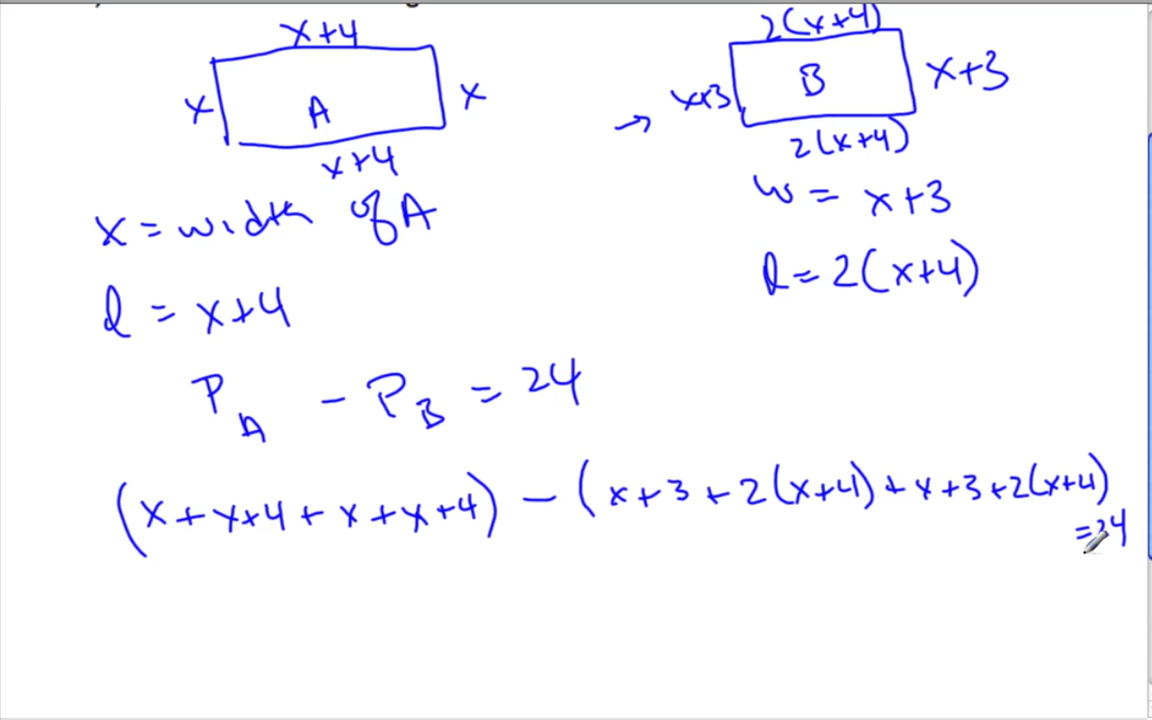 x+4 2(x+4)
x A x x+3 B x+3
x+4 → 2(x+4)
x = width of A w = x+3
l = x+4 l = 2(x+4)
P_A - P_B = 24
(x + x+4 + x + x+4) - (x+3 + 2(x+4) + x+3 + 2(x+4)
=24